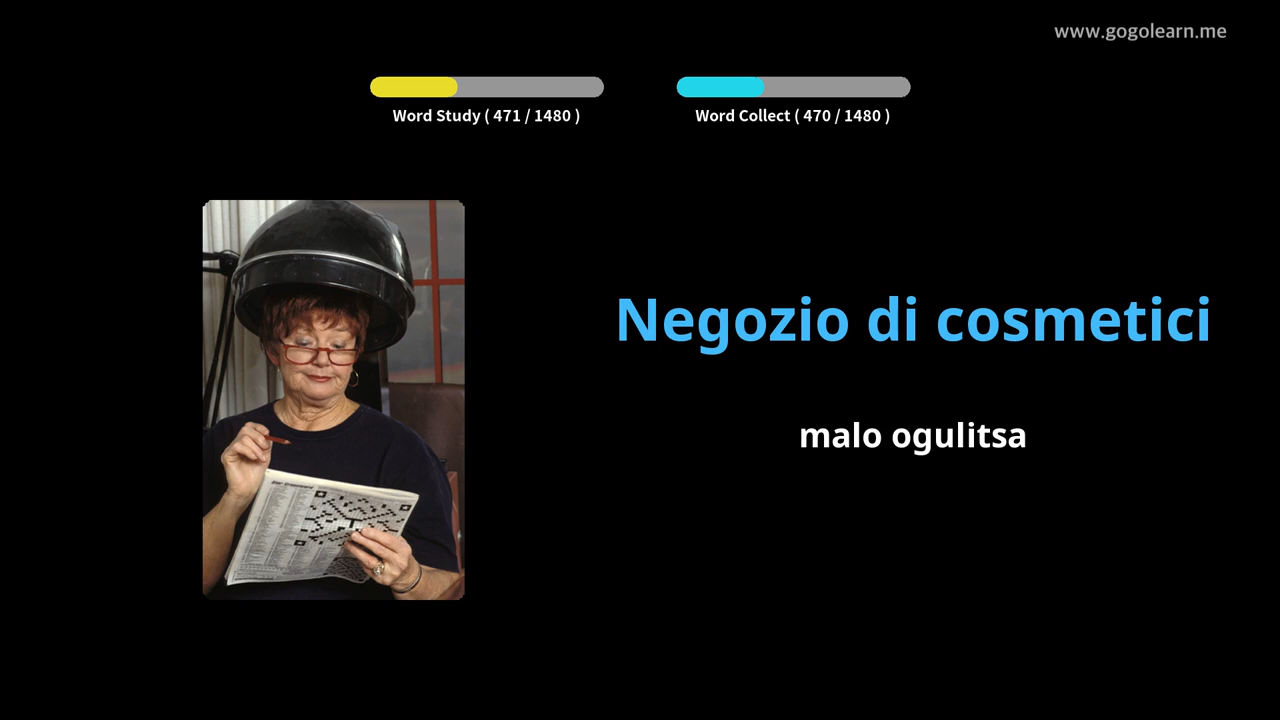 www.gogolearn.me
Word Study ( 471 / 1480 )
Word Collect ( 470 / 1480 )
Negozio di cosmetici
malo ogulitsa